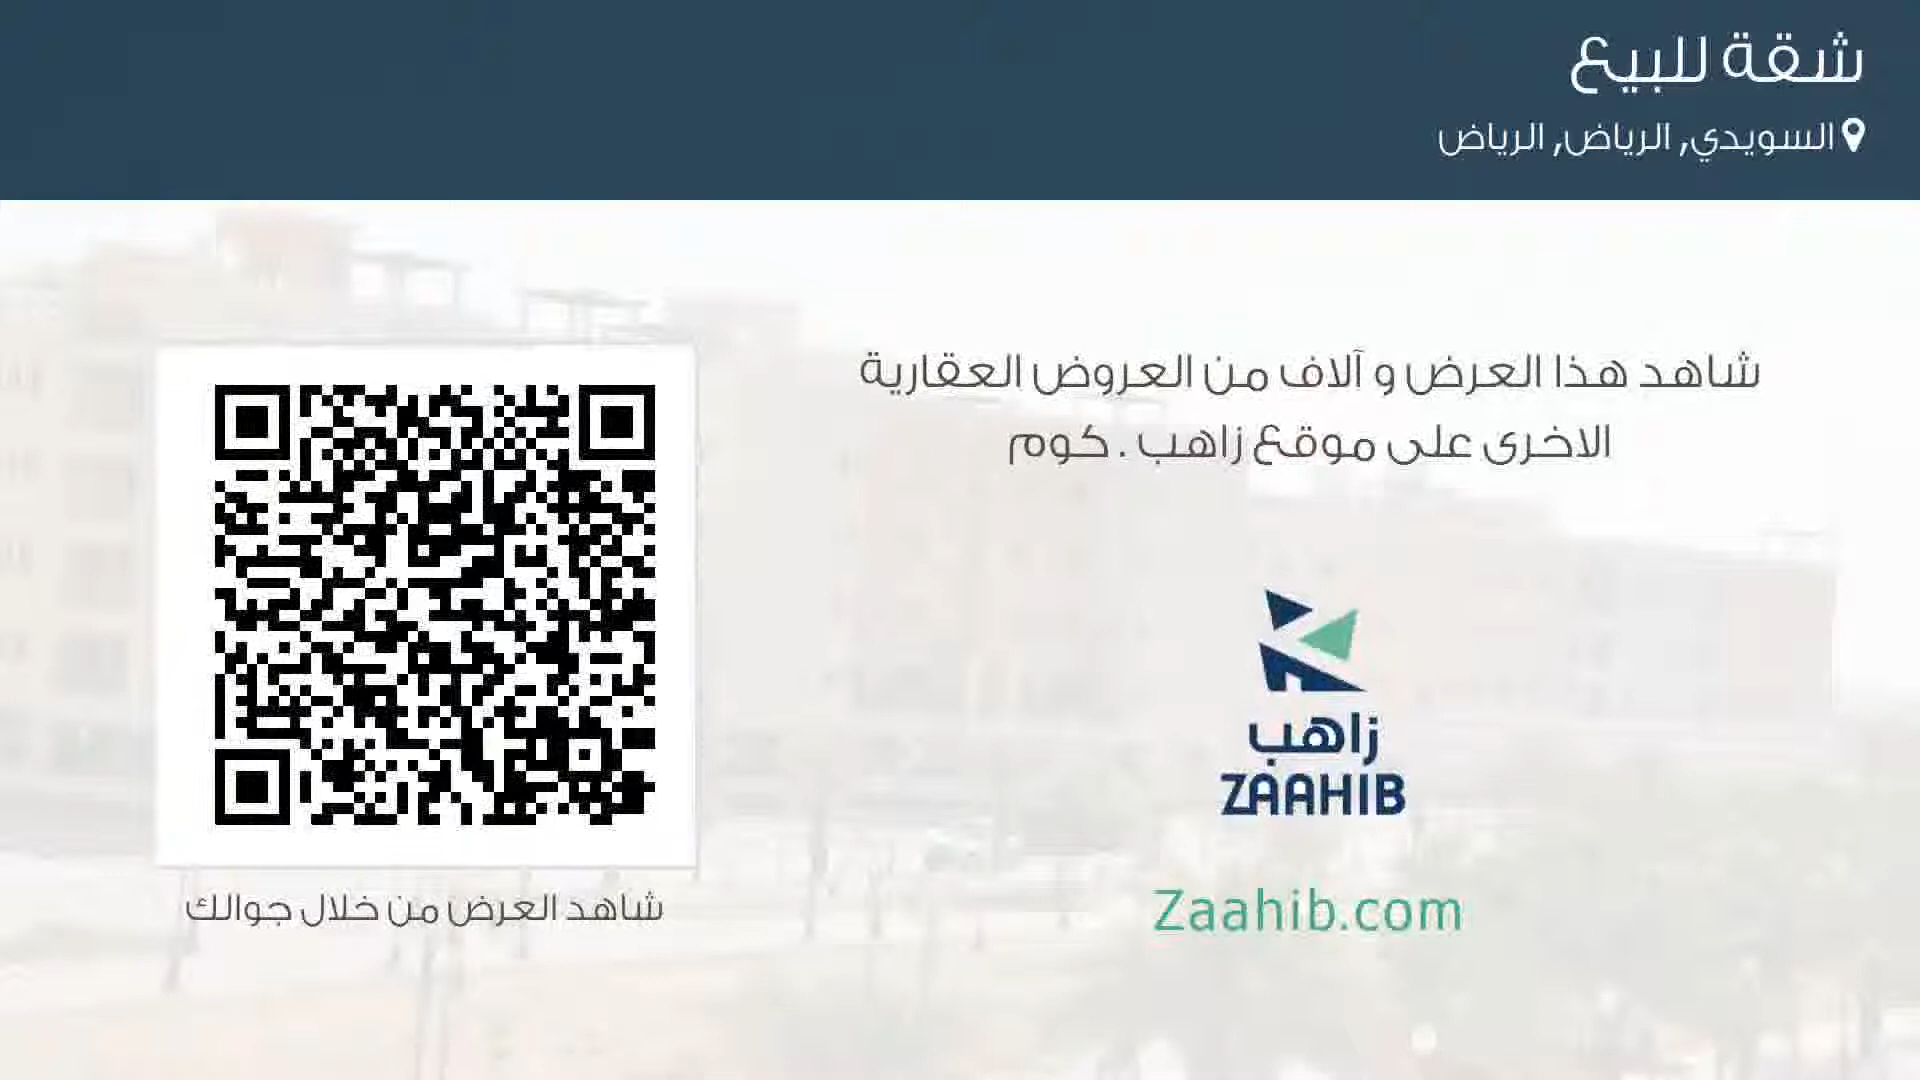 شقة للبيع
السويدي, الرياض, الرياض
شاهد هذا العرض و آلاف من العروض العقارية
الاخرى على موقع زاهب . كوم
زاهب
ZAAHIB
Zaahib.com
شاهد العرض من خلال جوالك